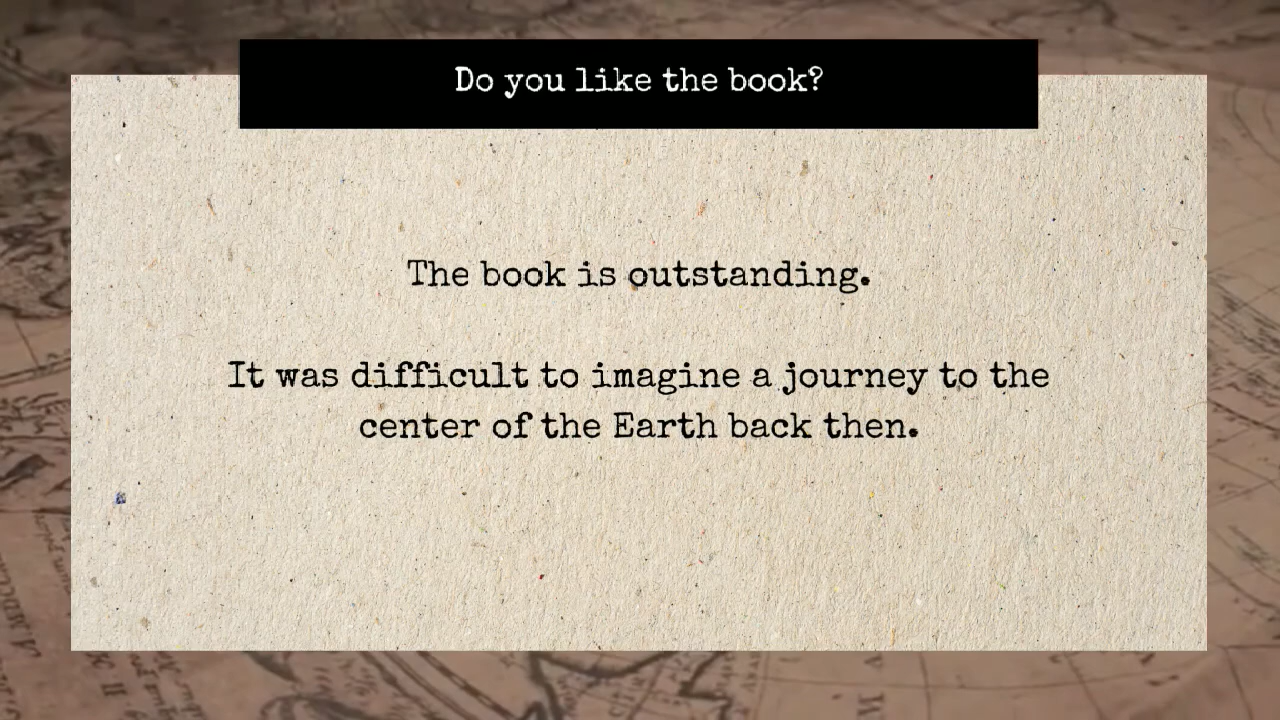 Do you like the book?
The book is outstanding.
It was difficult to imagine a journey to the
center of the Earth back then.